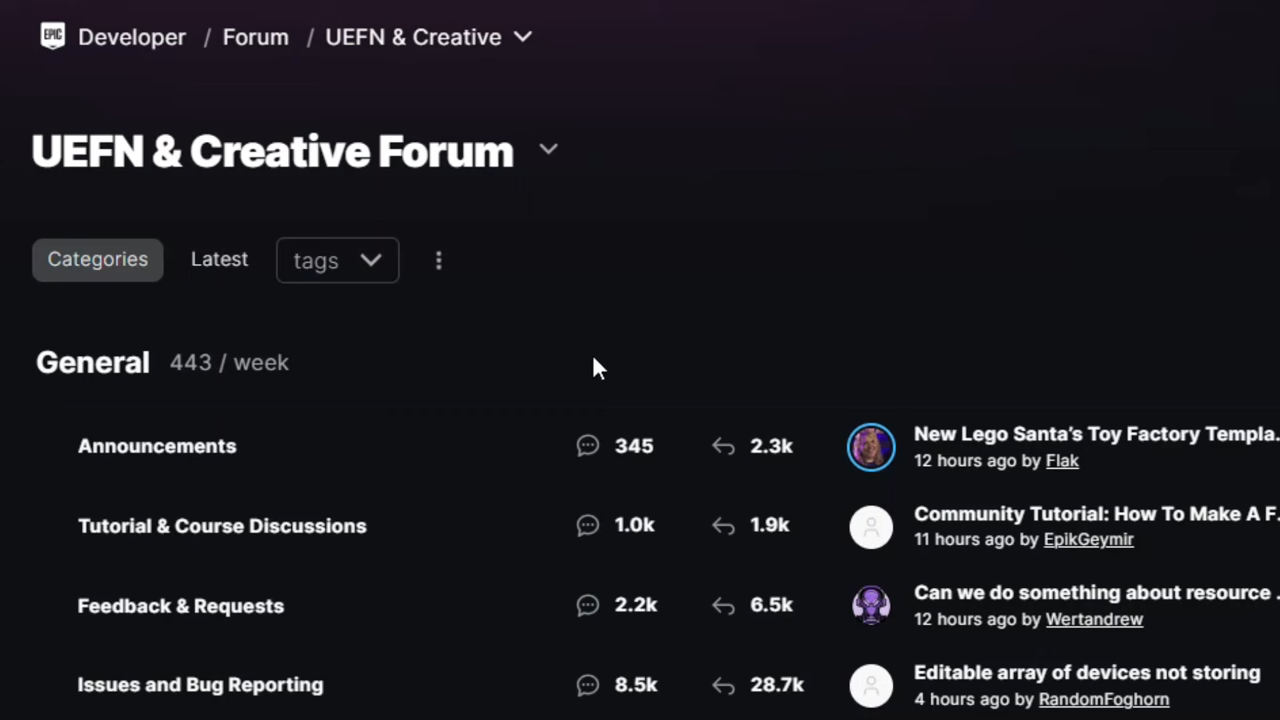 EPIC Developer / Forum / UEFN & Creative
UEFN & Creative Forum
Categories Latest tags
General 443 / week
Announcements 345 2.3k New Lego Santa's Toy Factory Templa..
12 hours ago by Flak
Tutorial & Course Discussions 1.0k 1.9k Community Tutorial: How To Make A F..
11 hours ago by EpikGeymir
Feedback & Requests 2.2k 6.5k Can we do something about resource ..
12 hours ago by Wertandrew
Issues and Bug Reporting 8.5k 28.7k Editable array of devices not storing
4 hours ago by RandomFoghorn